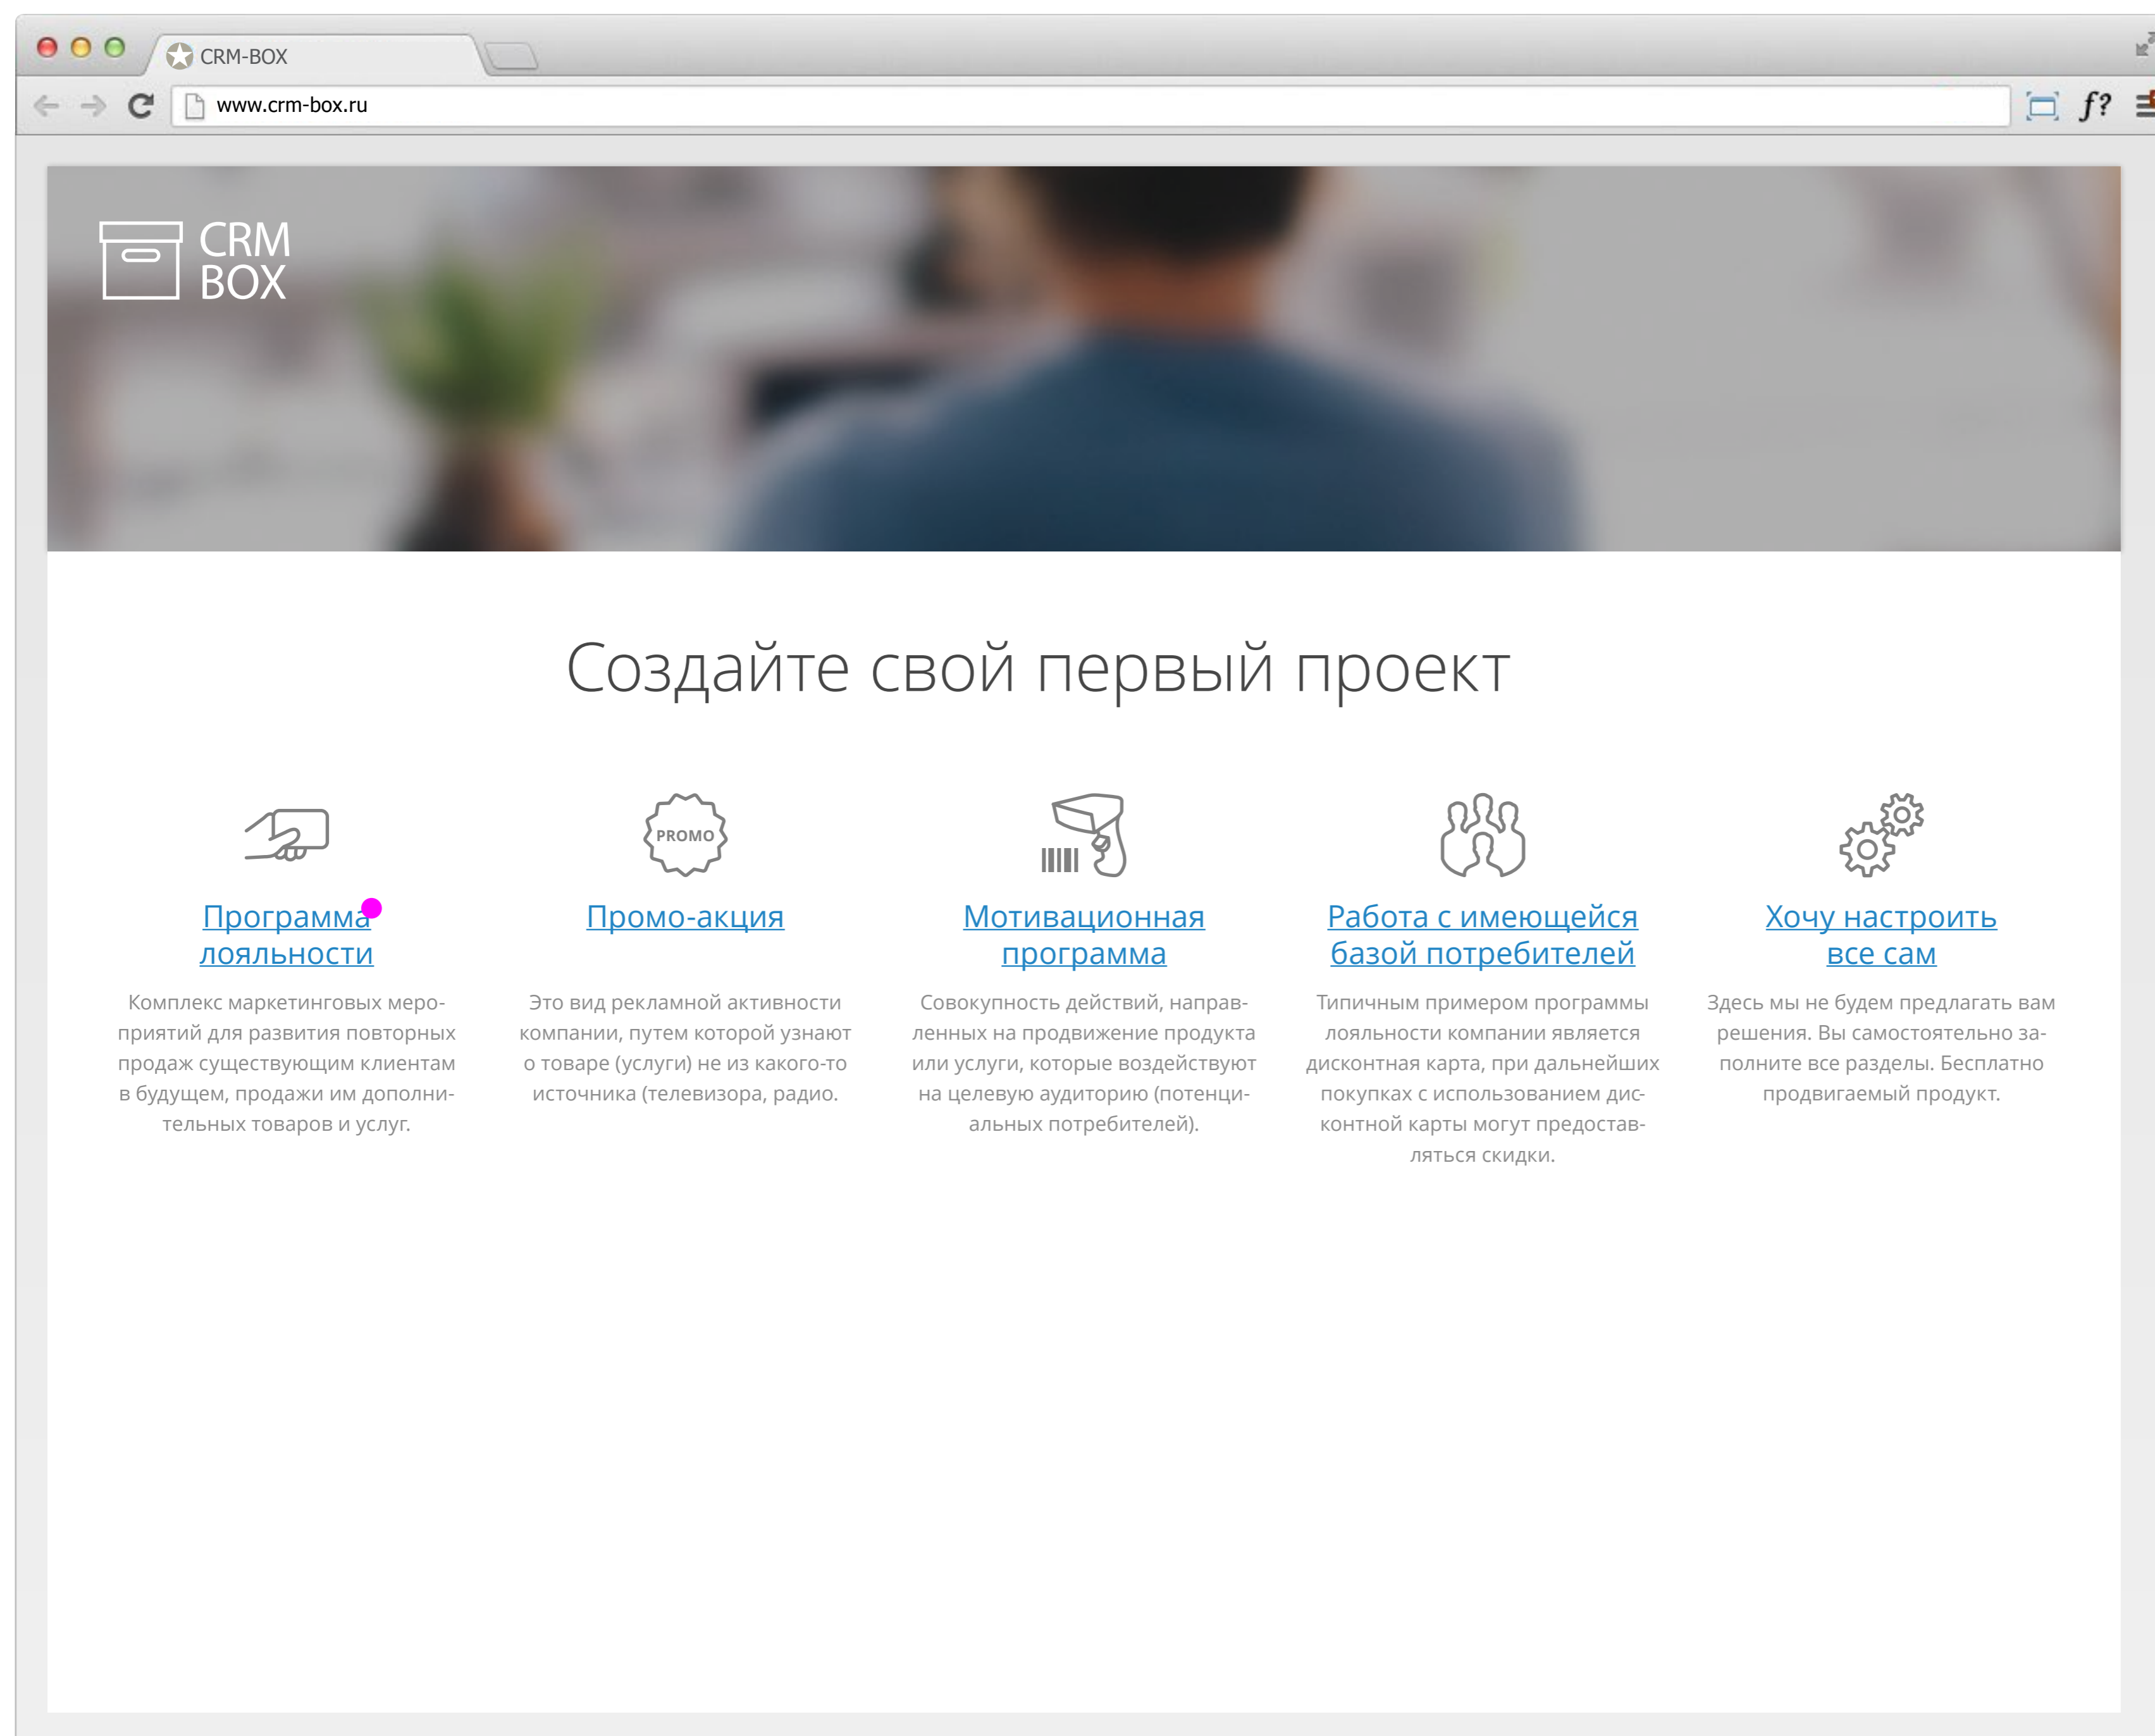 CRM-BOX
www.crm-box.ru
f?
CRM
BOX
Создайте свой первый проект
PROMO
Программа
лояльности
Комплекс маркетинговых меро-
приятий для развития повторных
продаж существующим клиентам
в будущем, продажи им дополни-
тельных товаров и услуг.
Промо-акция
Это вид рекламной активности
компании, путем которой узнают
о товаре (услуги) не из какого-то
источника (телевизора, радио.
Мотивационная
программа
Совокупность действий, направ-
ленных на продвижение продукта
или услуги, которые воздействуют
на целевую аудиторию (потенци-
альных потребителей).
Работа с имеющейся
базой потребителей
Типичным примером программы
лояльности компании является
дисконтная карта, при дальнейших
покупках с использованием дис-
контной карты могут предостав-
ляться скидки.
Хочу настроить
все сам
Здесь мы не будем предлагать вам
решения. Вы самостоятельно за-
полните все разделы. Бесплатно
продвигаемый продукт.